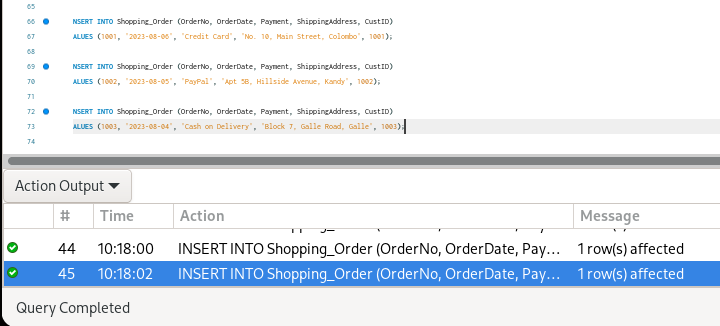 65
66 NSERT INTO Shopping_Order (OrderNo, OrderDate, Payment, ShippingAddress, CustID)
67 ALUES (1001, '2023-08-06', 'Credit Card', 'No. 10, Main Street, Colombo', 1001);
68
69 NSERT INTO Shopping_Order (OrderNo, OrderDate, Payment, ShippingAddress, CustID)
70 ALUES (1002, '2023-08-05', 'PayPal', 'Apt 5B, Hillside Avenue, Kandy', 1002);
71
72 NSERT INTO Shopping_Order (OrderNo, OrderDate, Payment, ShippingAddress, CustID)
73 ALUES (1003, '2023-08-04', 'Cash on Delivery', 'Block 7, Galle Road, Galle', 1003);
74
Action Output
# Time Action Message
44 10:18:00 INSERT INTO Shopping_Order (OrderNo, OrderDate, Pay… 1 row(s) affected
45 10:18:02 INSERT INTO Shopping_Order (OrderNo, OrderDate, Pay… 1 row(s) affected
Query Completed